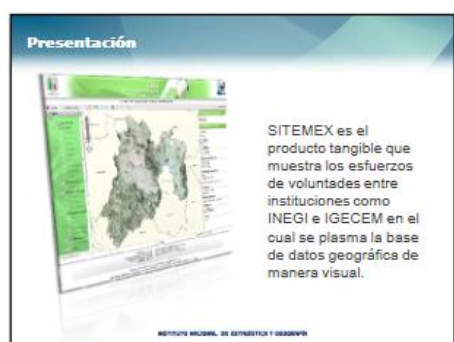 Presentación
SITEMEX es el
producto tangible que
muestra los esfuerzos
de voluntades entre
instituciones como
INEGI e IGECEM en el
cual se plasma la base
de datos geográfica de
manera visual.
INSTITUTO NACIONAL DE ESTADÍSTICA Y GEOGRAFÍA